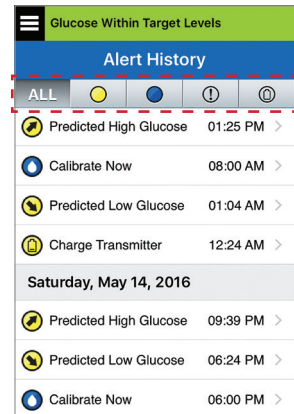 Glucose Within Target Levels
Alert History
ALL
Predicted High Glucose 01:25 PM
Calibrate Now 08:00 AM
Predicted Low Glucose 01:04 AM
Charge Transmitter 12:24 AM
Saturday, May 14, 2016
Predicted High Glucose 09:39 PM
Predicted Low Glucose 06:24 PM
Calibrate Now 06:00 PM